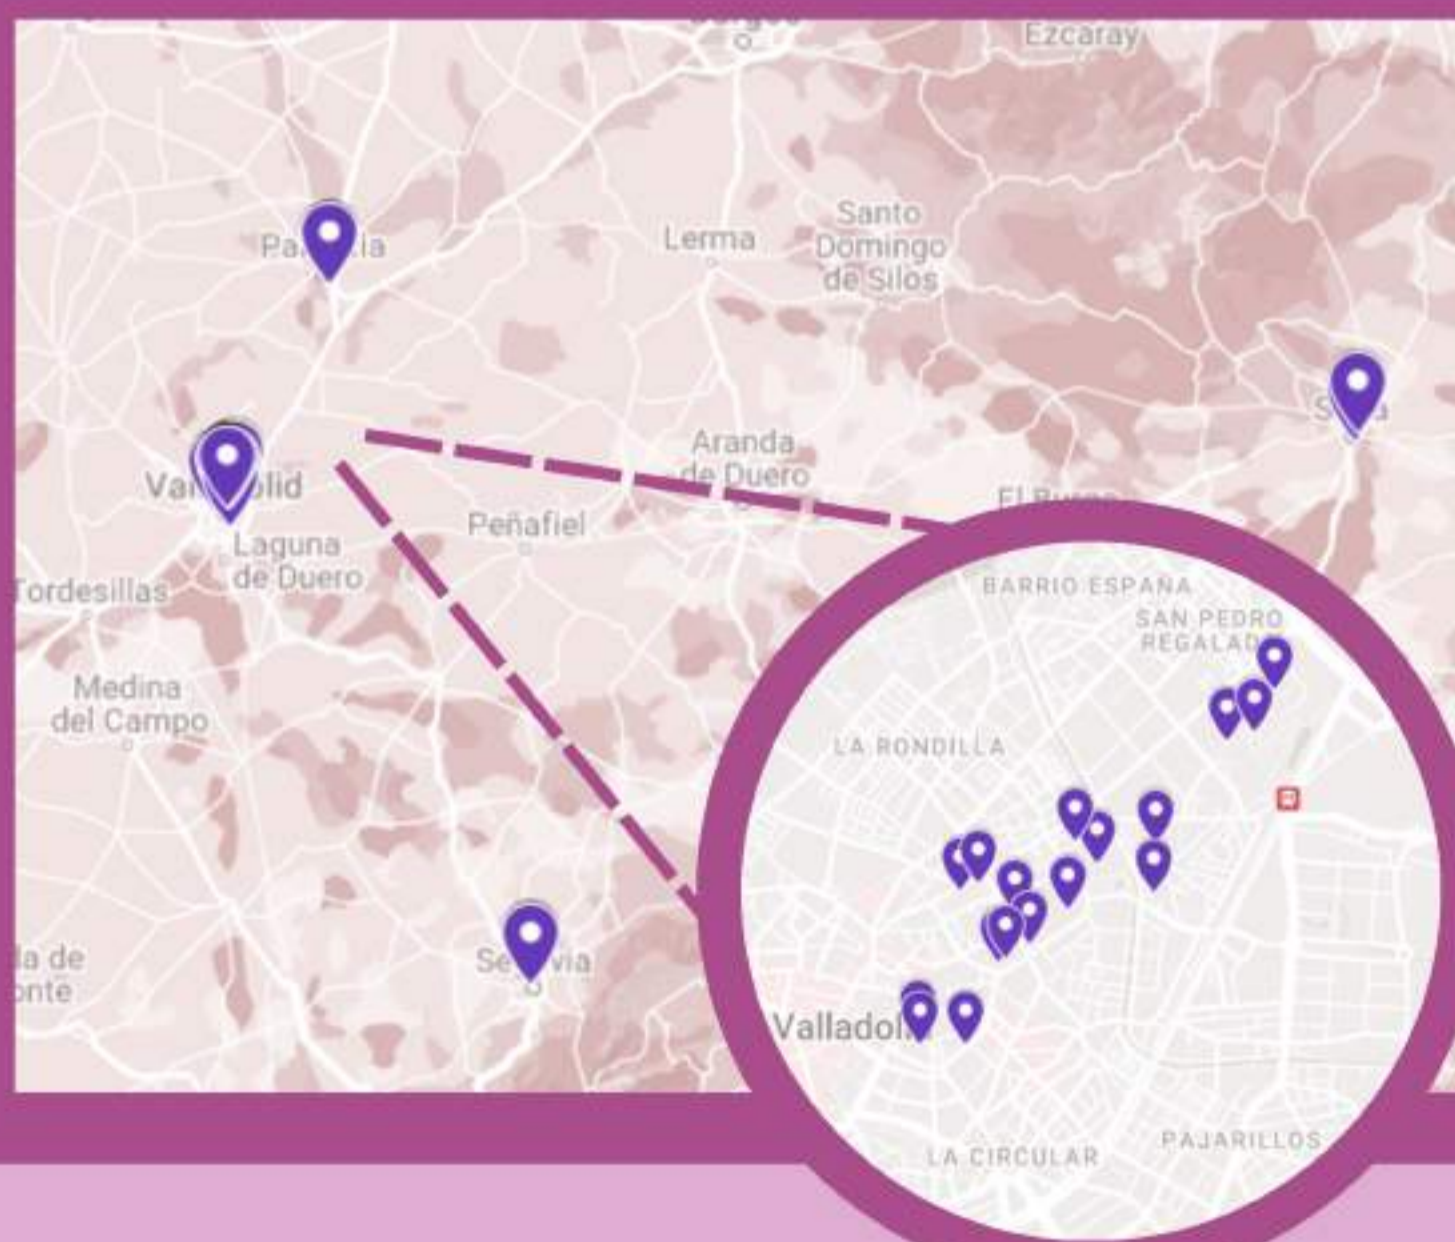 Ezcaray
Santo
Domingo
de Silos
Lerma
Aranda
de Duero
Peñafiel
Laguna
de Duero
Tordesillas
Medina
del Campo
BARRIO ESPAÑA
SAN PEDRO
LA RONDILLA
LA CIRCULAR
PAJARILLOS